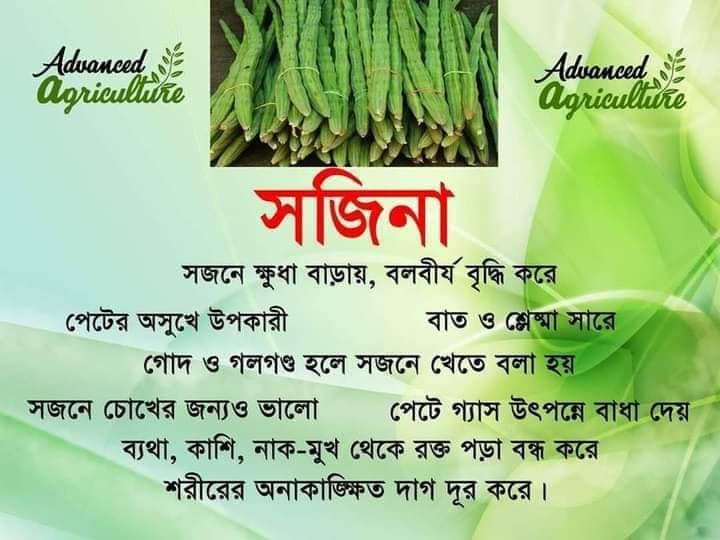 Advanced
Agriculture
Advanced
Agriculture
সজিনা
সজনে ক্ষুধা বাড়ায়, বলবীর্য বৃদ্ধি করে
পেটের অসুখে উপকারী
বাত ও শ্লেষ্মা সারে
গোদ ও গলগণ্ড হলে সজনে খেতে বলা হয়
সজনে চোখের জন্যও ভালো
পেটে গ্যাস উৎপন্নে বাধা দেয়
ব্যথা, কাশি, নাক-মুখ থেকে রক্ত পড়া বন্ধ করে
শরীরের অনাকাঙ্ক্ষিত দাগ দূর করে।